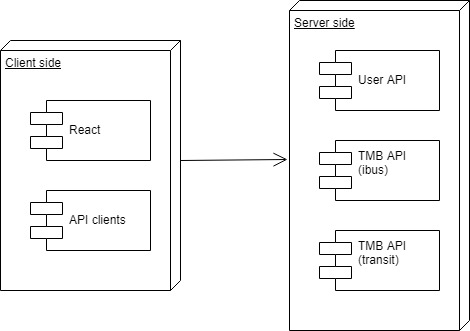 Client side
React
API clients
Server side
User API
TMB API
(ibus)
TMB API
(transit)